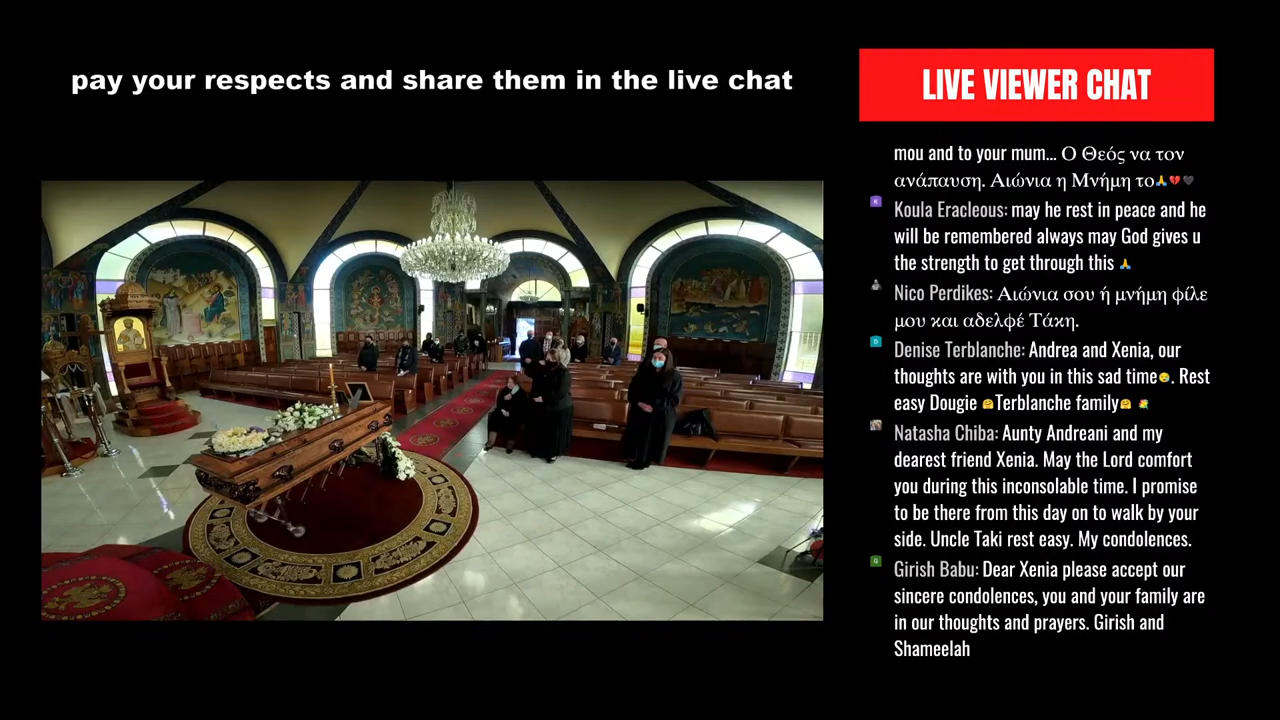 pay your respects and share them in the live chat
LIVE VIEWER CHAT
mou and to your mum... Ο Θεός να τον
ανάπαυση. Αιώνια η Μνήμη το🙏💔🖤
Koula Eracleous: may he rest in peace and he
will be remembered always may God gives u
the strength to get through this 🙏
Nico Perdikes: Αιώνια σου ή μνήμη φίλε
μου και αδελφέ Τάκη.
Denise Terblanche: Andrea and Xenia, our
thoughts are with you in this sad time😢. Rest
easy Dougie 🤗Terblanche family🤗 💐
Natasha Chiba: Aunty Andreani and my
dearest friend Xenia. May the Lord comfort
you during this inconsolable time. I promise
to be there from this day on to walk by your
side. Uncle Taki rest easy. My condolences.
Girish Babu: Dear Xenia please accept our
sincere condolences, you and your family are
in our thoughts and prayers. Girish and
Shameelah